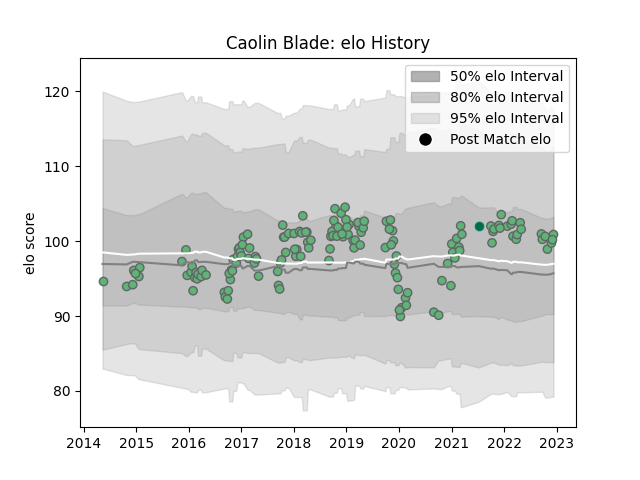 Caolin Blade: elo History
50% elo Interval
80% elo Interval
95% elo Interval
Post Match elo
elo score
120
110
100
90
80
2014 2015 2016 2017 2018 2019 2020 2021 2022 2023